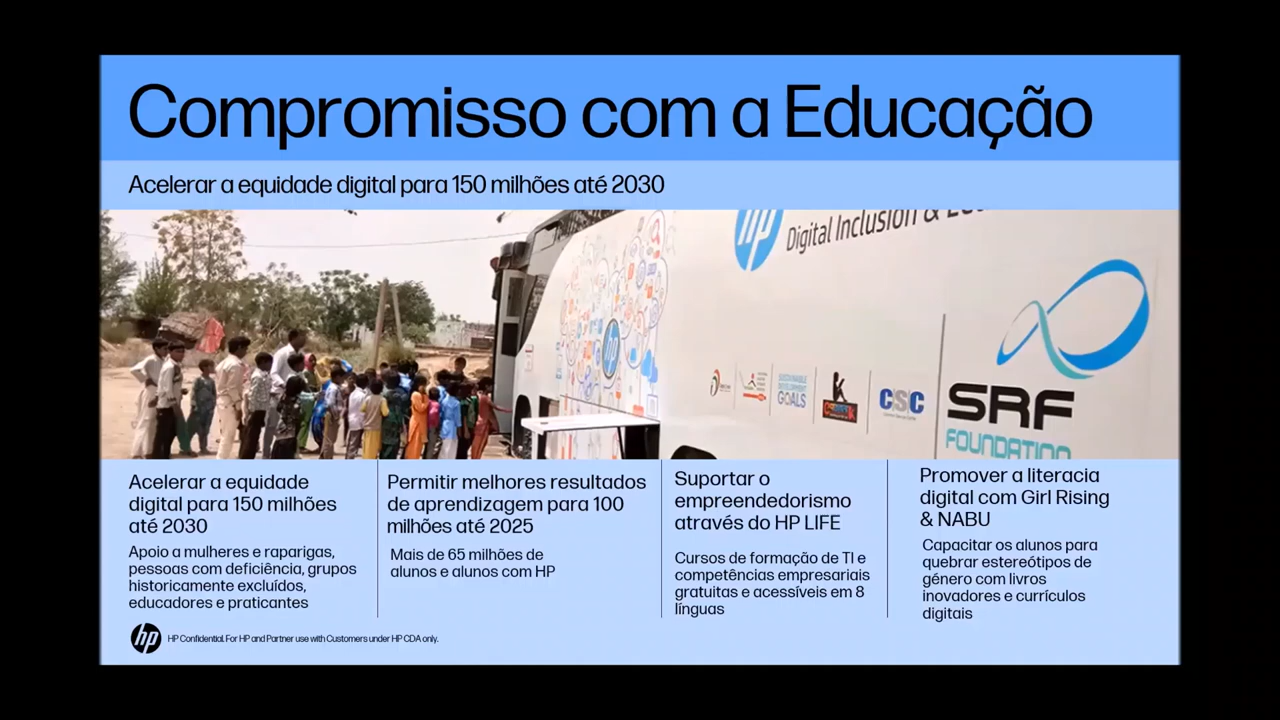 Compromisso com a Educação
Acelerar a equidade digital para 150 milhões até 2030
hp
Digital Inclusion &
hp
SUSTAINABLE
DEVELOPMENT
GOALS
CSC
SRF
FOUNDATION
Acelerar a equidade
digital para 150 milhões
até 2030
Apoio a mulheres e raparigas,
pessoas com deficiência, grupos
historicamente excluídos,
educadores e praticantes
Permitir melhores resultados
de aprendizagem para 100
milhões até 2025
Mais de 65 milhões de
alunos e alunos com HP
Suportar o
empreendedorismo
através do HP LIFE
Cursos de formação de TI e
competências empresariais
gratuitas e acessíveis em 8
línguas
Promover a literacia
digital com Girl Rising
& NABU
Capacitar os alunos para
quebrar estereótipos de
género com livros
inovadores e currículos
digitais
hp
HP Confidential. For HP and Partner use with Customers under HP CDA only.